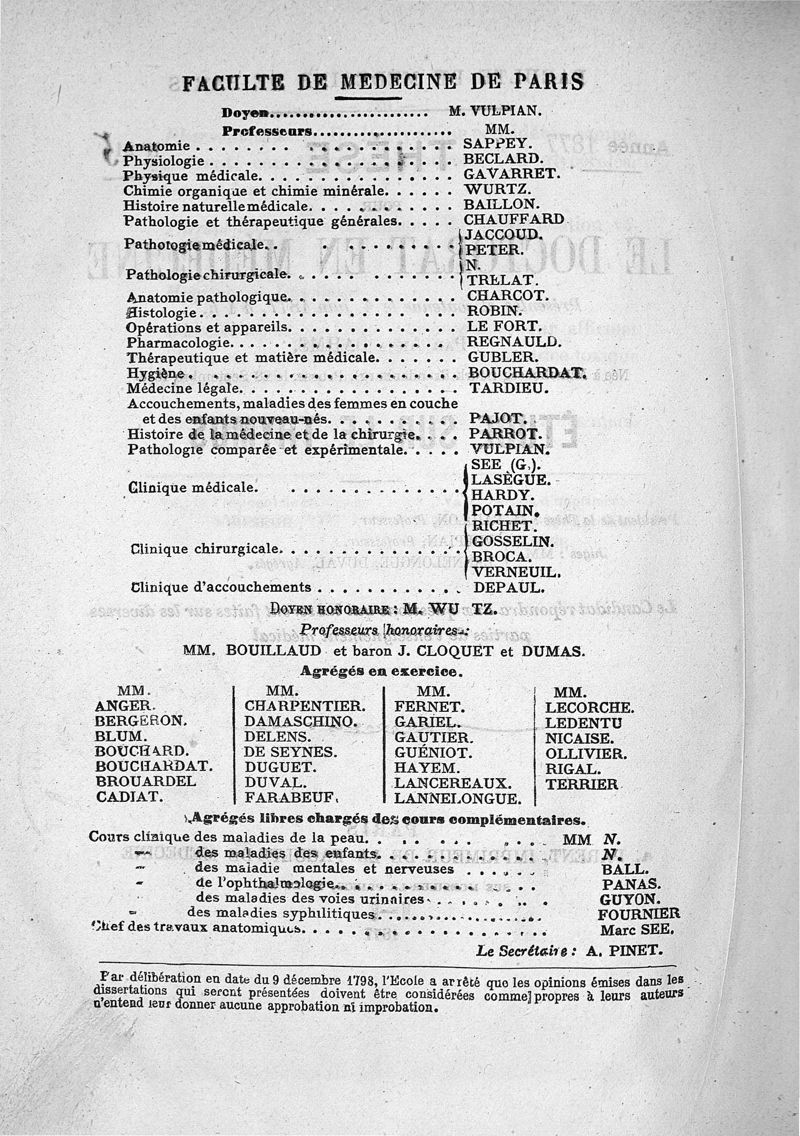 FACULTE DE MEDECINE DE PARIS
Doyen........................ M. VULPIAN.
Professeurs..................... MM.
Anatomie . . . . . . . . . . . . . . . . . SAPPEY.
Physiologie . . . . . . . . . . . . . . . . BECLARD.
Physique médicale. . . . . . . . . . . . . . GAVARRET.
Chimie organique et chimie minérale. . . . . . WURTZ.
Histoire naturelle médicale. . . . . . . . . . . BAILLON.
Pathologie et thérapeutique générales. . . . . CHAUFFARD
Pathologie médicale. . . . . . . . . . . . { JACCOUD.
PETER.
Pathologie chirurgicale. . . . . . . . . . . . { N.
TRELAT.
Anatomie pathologique. . . . . . . . . . . . CHARCOT.
Histologie . . . . . . . . . . . . . . . . . ROBIN.
Opérations et appareils. . . . . . . . . . . . LE FORT.
Pharmacologie. . . . . . . . . . . . . . . REGNAULD.
Thérapeutique et matière médicale. . . . . . . GUBLER.
Hygiène . . . . . . . . . . . . . . . . . BOUCHARDAT.
Médecine légale. . . . . . . . . . . . . . . TARDIEU.
Accouchements, maladies des femmes en couche
et des enfants nouveau-nés. . . . . . . . . . PAJOT.
Histoire de la médecine et de la chirurgie. . . . PARROT.
Pathologie comparée et expérimentale. . . . . VULPIAN.
SEE (G.).
Clinique médicale. . . . . . . . . . . . . { LASÈGUE.
HARDY.
POTAIN.
RICHET.
Clinique chirurgicale. . . . . . . . . . . . . { GOSSELIN.
BROCA.
VERNEUIL.
Clinique d'accouchements . . . . . . . . . . . DEPAUL.
DOYEN HONORAIRE : M. WU TZ.
Professeurs honoraires :
MM. BOUILLAUD et baron J. CLOQUET et DUMAS.
Agrégés en exercice.
MM. MM. MM. MM.
ANGER. CHARPENTIER. FERNET. LECORCHE.
BERGERON. DAMASCHINO. GARIEL. LEDENTU
BLUM. DELENS. GAUTIER. NICAISE.
BOUCHARD. DE SEYNES. GUÉNIOT. OLLIVIER.
BOUCHARDAT. DUGUET. HAYEM. RIGAL.
BROUARDEL DUVAL. LANCEREAUX. TERRIER
CADIAT. FARABEUF. LANNELONGUE.
Agrégés libres chargés des cours complémentaires.
Cours clinique des maladies de la peau. . . . . . . . . MM N.
— des maladies des enfants. . . . . . . . . . . N.
— des maladie mentales et nerveuses . . . . . . BALL.
— de l'ophthalmologie. . . . . . . . . . . . . PANAS.
des maladies des voies urinaires . . . . . . . . GUYON.
— des maladies syphilitiques . . . . . . . . . . . FOURNIER
Chef des travaux anatomiques. . . . . . . . . . . . . . Marc SEE.
Le Secrétaire : A. PINET.
Par délibération en date du 9 décembre 1798, l'Ecole a arrêté que les opinions émises dans les
dissertations qui seront présentées doivent être considérées comme] propres à leurs auteurs
n'entend leur donner aucune approbation ni improbation.